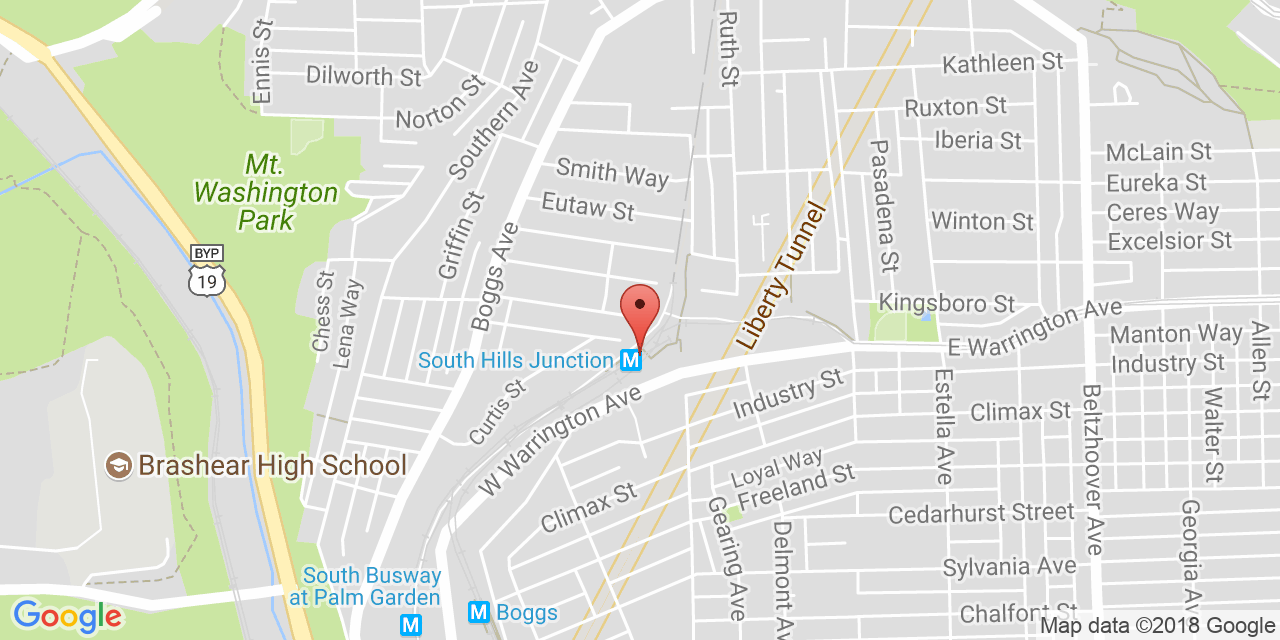 Ennis St
Dilworth St
Norton St
Southern Ave
Ruth St
Kathleen St
Ruxton St
Iberia St
Pasadena St
McLain St
Eureka St
Ceres Way
Excelsior St
Winton St
Mt.
Washington
Park
Smith Way
Eutaw St
Griffin St
Boggs Ave
Liberty Tunnel
BYP
19
Chess St
Lena Way
Kingsboro St
E Warrington Ave
Manton Way
Industry St
Allen St
South Hills Junction
M
Curtis St
W Warrington Ave
Industry St
Estella Ave
Climax St
Beltzhoover Ave
Walter St
Brashear High School
Loyal Way
Freeland St
Climax St
Gearing Ave
Delmont Av
Cedarhurst Street
Georgia Av
Sylvania Ave
South Busway
at Palm Garden
M
M Boggs
Chalfont St
Google
Map data ©2018 Google